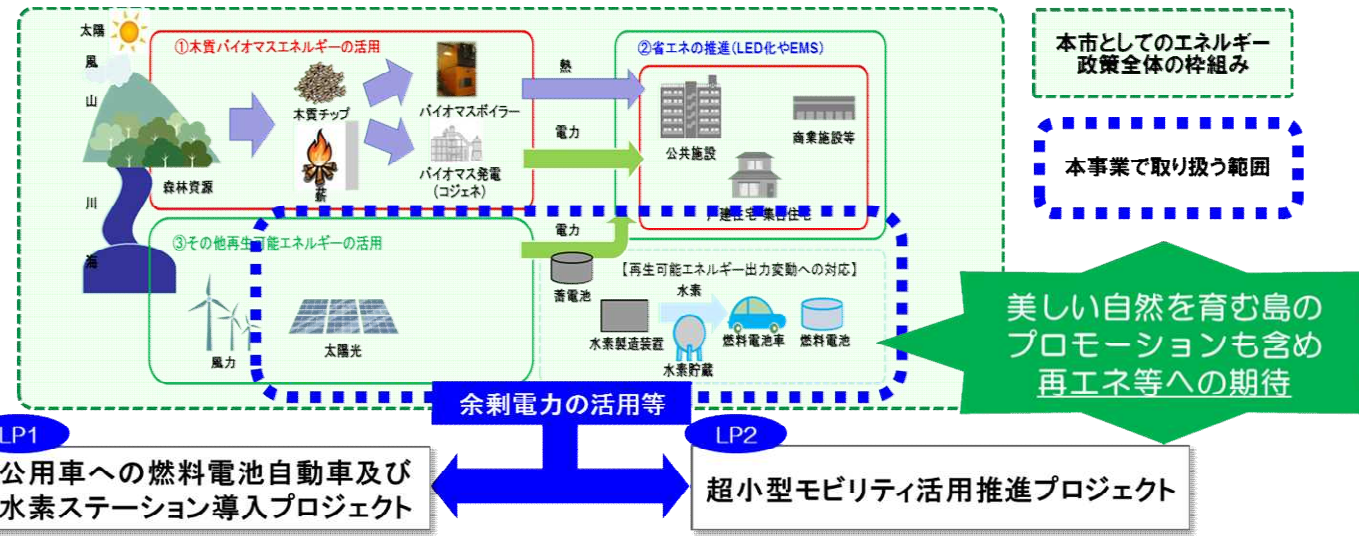 太陽
風
山
川
海
森林資源
①木質バイオマスエネルギーの活用
木質チップ
薪
バイオマスボイラー
バイオマス発電
(コジェネ)
熱
電力
②省エネの推進(LED化やEMS)
公共施設
商業施設等
戸建住宅・集合住宅
③その他再生可能エネルギーの活用
風力
太陽光
電力
蓄電池
【再生可能エネルギー出力変動への対応】
水素
水素製造装置
水素貯蔵
燃料電池車
燃料電池
本市としてのエネルギー
政策全体の枠組み
本事業で取り扱う範囲
美しい自然を育む島の
プロモーションも含め
再エネ等への期待
余剰電力の活用等
LP1
公用車への燃料電池自動車及び
水素ステーション導入プロジェクト
LP2
超小型モビリティ活用推進プロジェクト